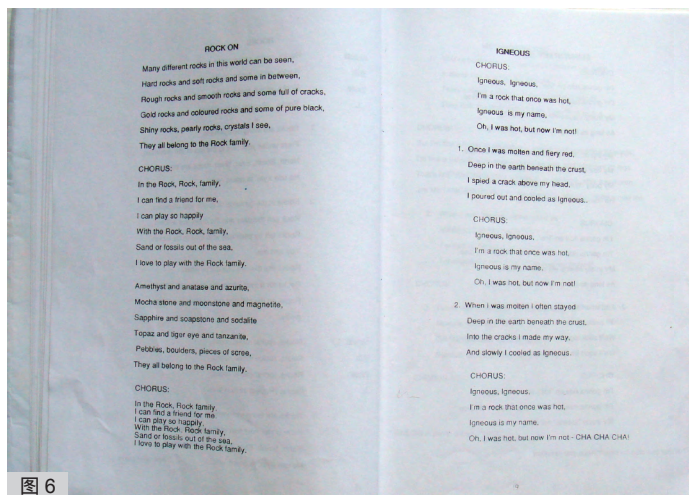 ROCK ON
Many different rocks in this world can be seen,
Hard rocks and soft rocks and some in between,
Rough rocks and smooth rocks and some full of cracks,
Gold rocks and coloured rocks and some of pure black,
Shiny rocks, pearly rocks, crystals I see,
They all belong to the Rock family.
CHORUS:
In the Rock, Rock, family,
I can find a friend for me,
I can play so happily
With the Rock, Rock, family,
Sand or fossils out of the sea,
I love to play with the Rock family.
Amethyst and anatase and azurite,
Mocha stone and moonstone and magnetite,
Sapphire and soapstone and sodalite
Topaz and tiger eye and tanzanite,
Pebbles, boulders, pieces of scree,
They all belong to the Rock family.
CHORUS:
In the Rock, Rock family
I can find a friend for me
I can play so happily,
With the Rock, Rock family,
Sand or fossils out of the sea,
I love to play with the Rock family.
IGNEOUS
CHORUS:
Igneous, Igneous,
I'm a rock that once was hot,
Igneous is my name,
Oh, I was hot, but now I'm not!
1. Once I was molten and fiery red,
Deep in the earth beneath the crust,
I spied a crack above my head,
I poured out and cooled as Igneous..
CHORUS:
Igneous, Igneous,
I'm a rock that once was hot,
Igneous is my name,
Oh, I was hot, but now I'm not!
2. When I was molten I often stayed
Deep in the earth beneath the crust,
Into the cracks I made my way,
And slowly I cooled as Igneous.
CHORUS:
Igneous, Igneous,
I'm a rock that once was hot,
Igneous is my name,
Oh, I was hot, but now I'm not - CHA CHA CHA!
图 6